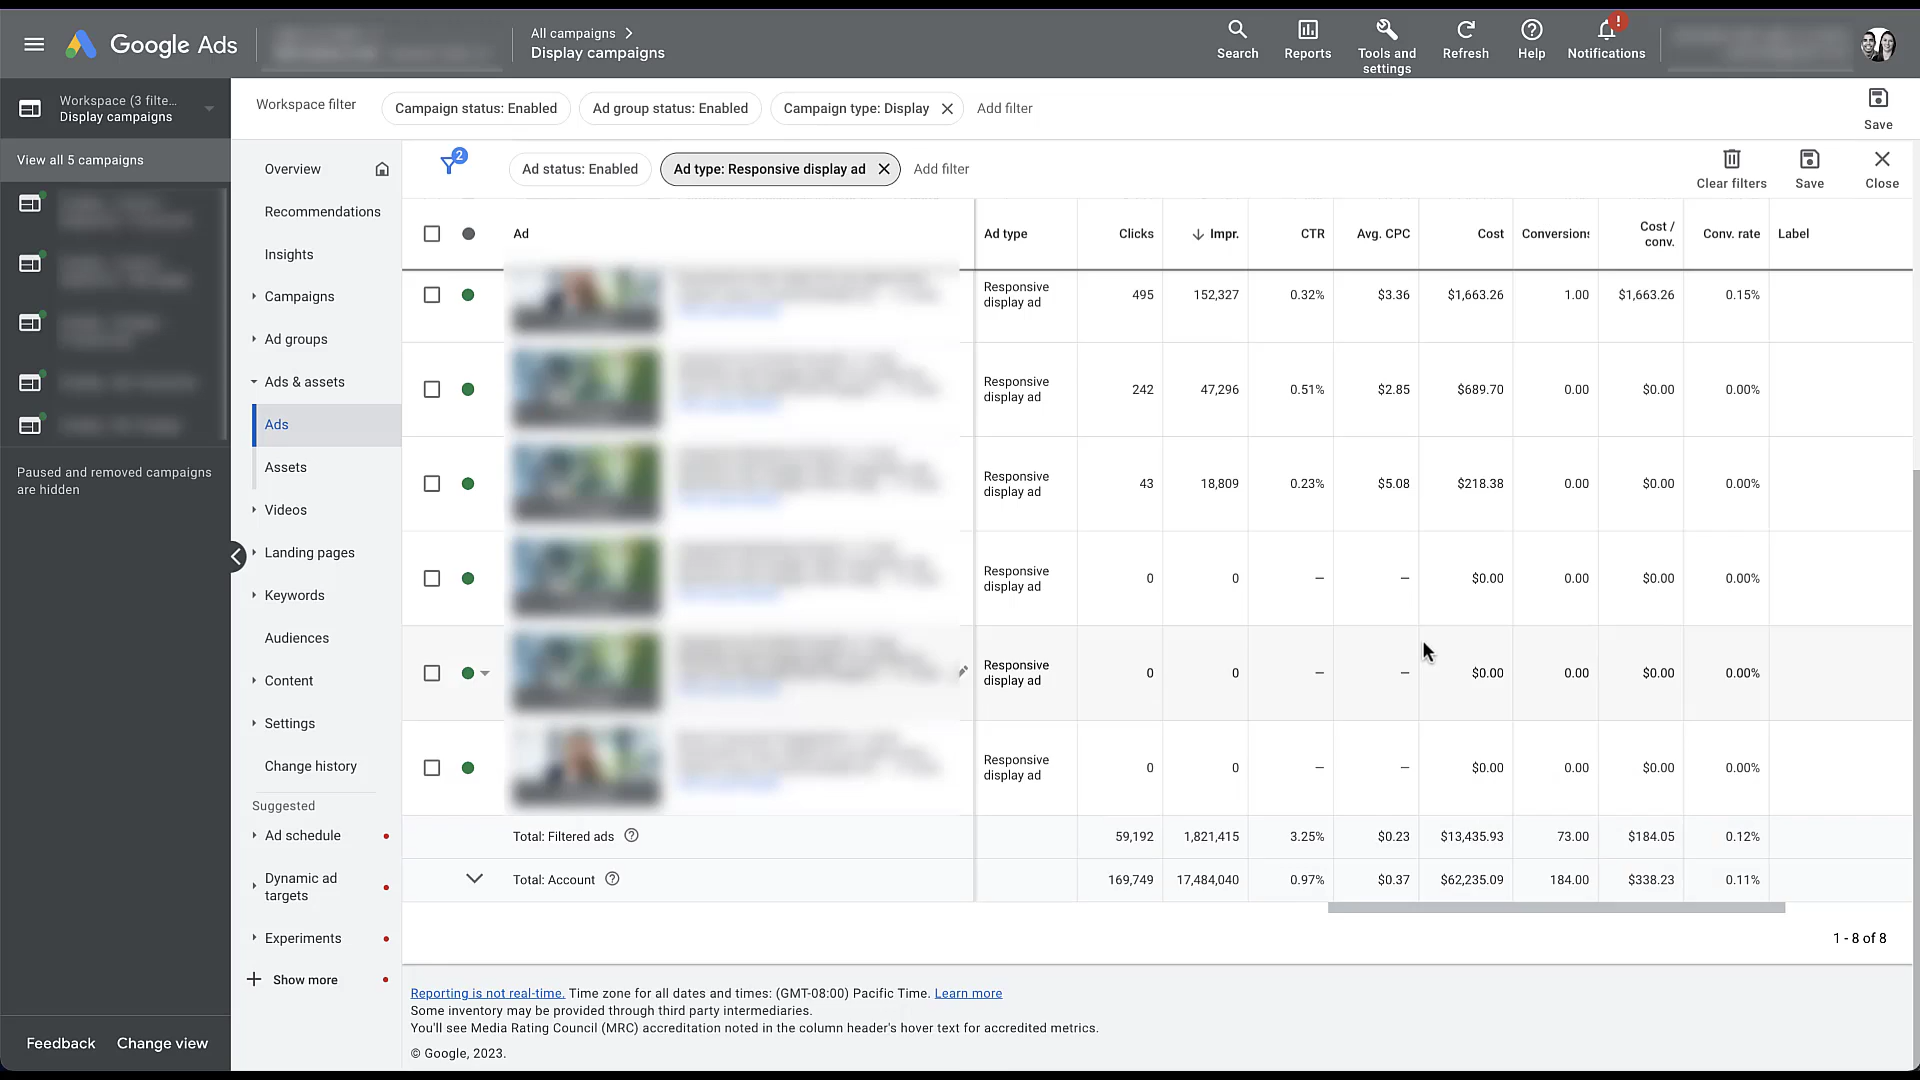 Google Ads
All campaigns
Display campaigns
Search
Reports
Tools and
settings
Refresh
Help
!
Notifications
Workspace (3 filte...
Display campaigns
View all 5 campaigns
Paused and removed campaigns
are hidden
Feedback
Change view
Workspace filter
Campaign status: Enabled
Ad group status: Enabled
Campaign type: Display
Add filter
Save
Overview
Recommendations
Insights
Campaigns
Ad groups
Ads & assets
Ads
Assets
Videos
Landing pages
Keywords
Audiences
Content
Settings
Change history
Suggested
Ad schedule
Dynamic ad
targets
Experiments
Show more
2
Ad status: Enabled
Ad type: Responsive display ad
Add filter
Clear filters
Save
Close
Ad Ad type Clicks Impr. CTR Avg. CPC Cost Conversions Cost / conv. Conv. rate Label
Responsive display ad 495 152,327 0.32% $3.36 $1,663.26 1.00 $1,663.26 0.15%
Responsive display ad 242 47,296 0.51% $2.85 $689.70 0.00 $0.00 0.00%
Responsive display ad 43 18,809 0.23% $5.08 $218.38 0.00 $0.00 0.00%
Responsive display ad 0 0 — — $0.00 0.00 $0.00 0.00%
Responsive display ad 0 0 — — $0.00 0.00 $0.00 0.00%
Responsive display ad 0 0 — — $0.00 0.00 $0.00 0.00%
Total: Filtered ads 59,192 1,821,415 3.25% $0.23 $13,435.93 73.00 $184.05 0.12%
Total: Account 169,749 17,484,040 0.97% $0.37 $62,235.09 184.00 $338.23 0.11%
1 - 8 of 8
Reporting is not real-time. Time zone for all dates and times: (GMT-08:00) Pacific Time. Learn more
Some inventory may be provided through third party intermediaries.
You'll see Media Rating Council (MRC) accreditation noted in the column header's hover text for accredited metrics.
© Google, 2023.